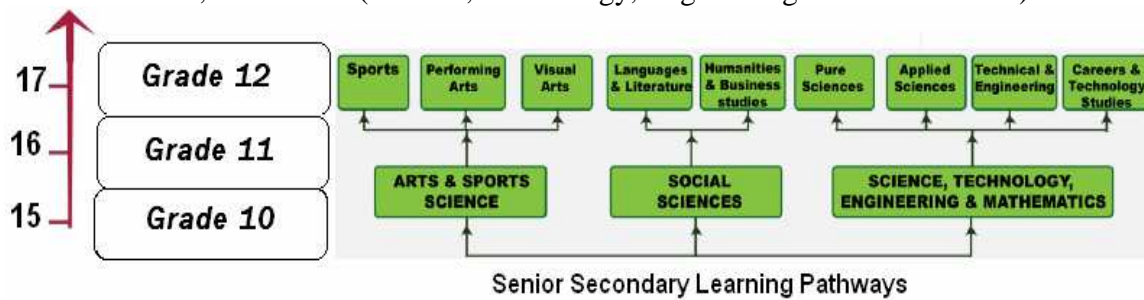 17
Grade 12
Sports
Performing
Arts
Visual
Arts
Languages
& Literature
Humanities
& Business
studies
Pure
Sciences
Applied
Sciences
Technical &
Engineering
Careers &
Technology
Studies
16
Grade 11
15
Grade 10
ARTS & SPORTS
SCIENCE
SOCIAL
SCIENCES
SCIENCE, TECHNOLOGY,
ENGINEERING & MATHEMATICS
Senior Secondary Learning Pathways